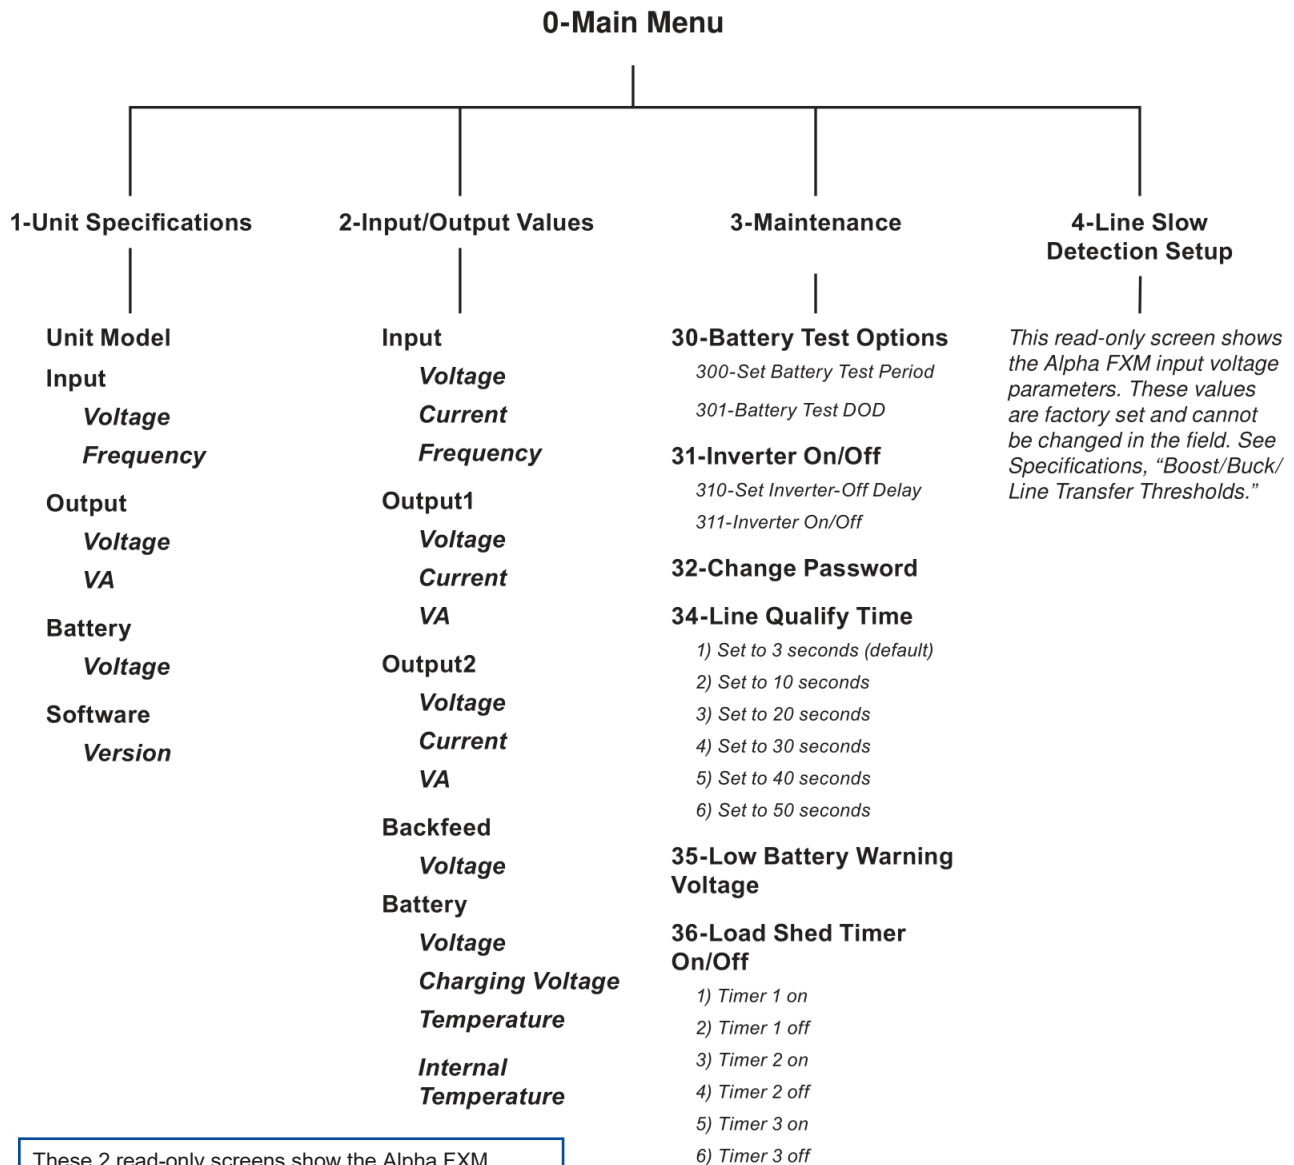 0-Main Menu
1-Unit Specifications
Unit Model
Input
Voltage
Frequency
Output
Voltage
VA
Battery
Voltage
Software
Version
2-Input/Output Values
Input
Voltage
Current
Frequency
Output1
Voltage
Current
VA
Output2
Voltage
Current
VA
Backfeed
Voltage
Battery
Voltage
Charging Voltage
Temperature
Internal
Temperature
These 2 read-only screens show the Alpha FXM
3-Maintenance
30-Battery Test Options
300-Set Battery Test Period
301-Battery Test DOD
31-Inverter On/Off
310-Set Inverter-Off Delay
311-Inverter On/Off
32-Change Password
34-Line Qualify Time
1) Set to 3 seconds (default)
2) Set to 10 seconds
3) Set to 20 seconds
4) Set to 30 seconds
5) Set to 40 seconds
6) Set to 50 seconds
35-Low Battery Warning
Voltage
36-Load Shed Timer
On/Off
1) Timer 1 on
2) Timer 1 off
3) Timer 2 on
4) Timer 2 off
5) Timer 3 on
6) Timer 3 off
4-Line Slow
Detection Setup
This read-only screen shows
the Alpha FXM input voltage
parameters. These values
are factory set and cannot
be changed in the field. See
Specifications, “Boost/Buck/
Line Transfer Thresholds.”